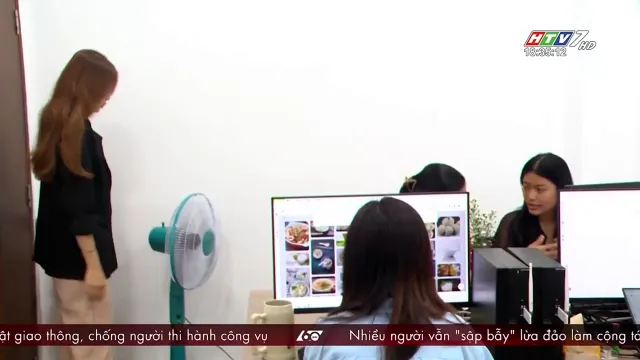 HTV7 HD
18:35:12
ật giao thông, chống người thi hành công vụ 60 Nhiều người vẫn "sập bẫy" lừa đảo làm cộng tá